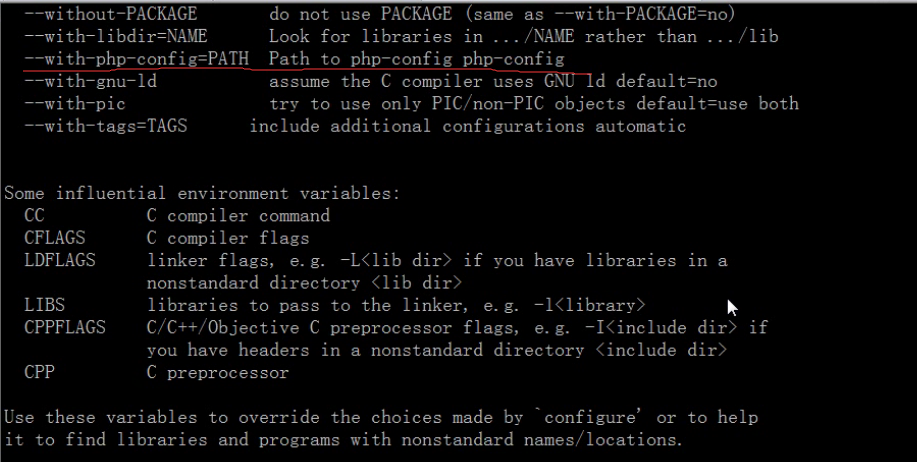 --without-PACKAGE       do not use PACKAGE (same as --with-PACKAGE=no)
--with-libdir=NAME      Look for libraries in .../NAME rather than .../lib
--with-php-config=PATH  Path to php-config php-config
--with-gnu-ld           assume the C compiler uses GNU ld default=no
--with-pic              try to use only PIC/non-PIC objects default=use both
--with-tags=TAGS      include additional configurations automatic
Some influential environment variables:
CC          C compiler command
CFLAGS      C compiler flags
LDFLAGS     linker flags, e.g. -L<lib dir> if you have libraries in a
nonstandard directory <lib dir>
LIBS        libraries to pass to the linker, e.g. -l<library>
CPPFLAGS    C/C++/Objective C preprocessor flags, e.g. -I<include dir> if
you have headers in a nonstandard directory <include dir>
CPP         C preprocessor
Use these variables to override the choices made by `configure' or to help
it to find libraries and programs with nonstandard names/locations.